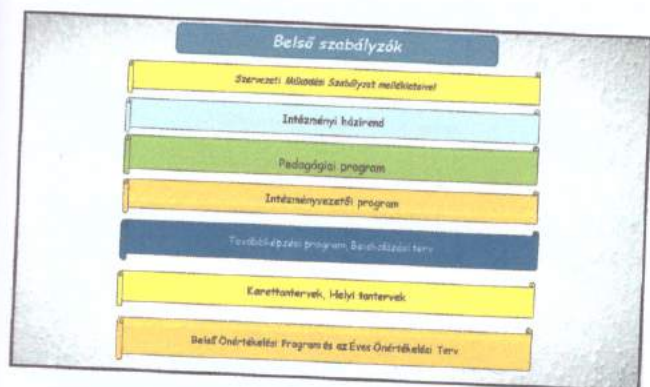 Belső szabályzók
Szervezeti Működési Szabályzat mellékleteivel
Intézményi házirend
Pedagógiai program
Intézményvezetői program
Továbbképzési program, Beiskolázási terv
Kerettantervek, Helyi tantervek
Belső Önértékelési Program és az Éves Önértékelési Terv